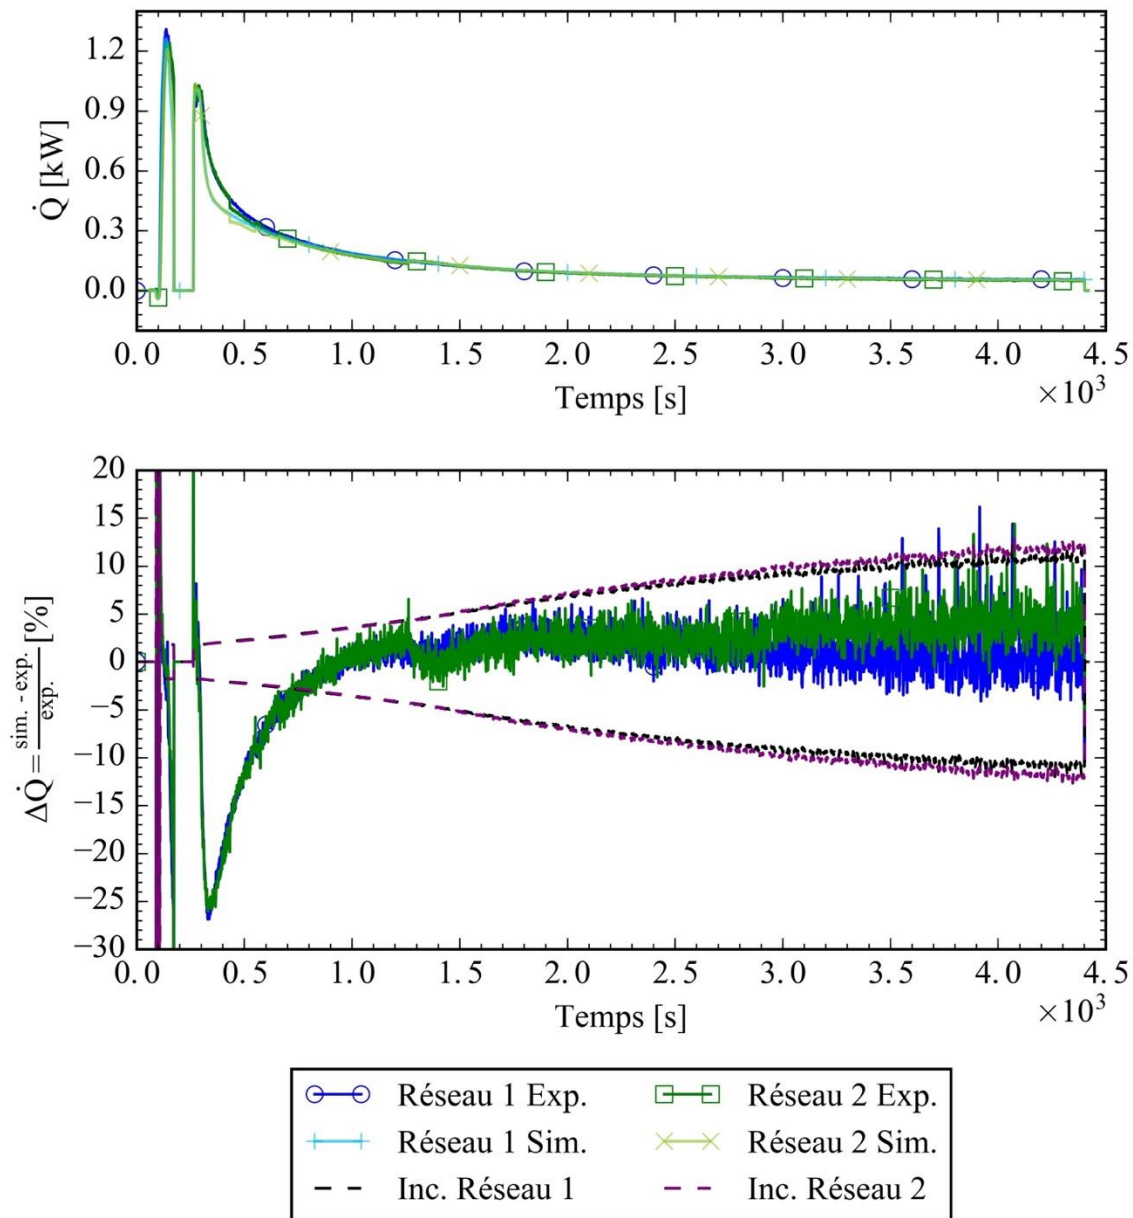 1.2
0.9
0.6
0.3
0.0
Q̇ [kW]
0.0 0.5 1.0 1.5 2.0 2.5 3.0 3.5 4.0 4.5
Temps [s]
×10³
20
15
10
5
0
−5
−10
−15
−20
−25
−30
ΔQ̇ = sim. - exp. / exp. [%]
0.0 0.5 1.0 1.5 2.0 2.5 3.0 3.5 4.0 4.5
Temps [s]
×10³
Réseau 1 Exp. Réseau 2 Exp.
Réseau 1 Sim. Réseau 2 Sim.
Inc. Réseau 1 Inc. Réseau 2